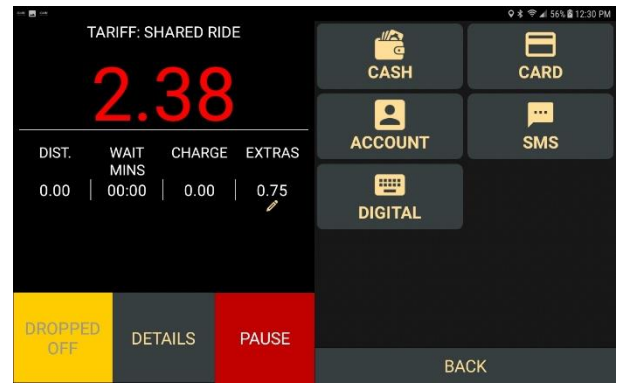 56% 12:30 PM
TARIFF: SHARED RIDE
2.38
DIST. WAIT MINS CHARGE EXTRAS
0.00 00:00 0.00 0.75
DROPPED OFF
DETAILS
PAUSE
CASH
CARD
ACCOUNT
SMS
DIGITAL
BACK